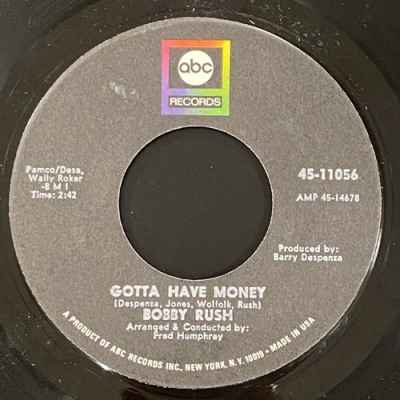 abc
RECORDS
Pamco/Desa,
Wally Roker
-B M I
Time: 2:42
45-11056
AMP 45-14678
Produced by:
Barry Despenza
GOTTA HAVE MONEY
(Despenza, Jones, Wolfolk, Rush)
BOBBY RUSH
Arranged & Conducted by:
Fred Humphrey
A PRODUCT OF ABC RECORDS INC., NEW YORK, N.Y. 10019 • MADE IN USA